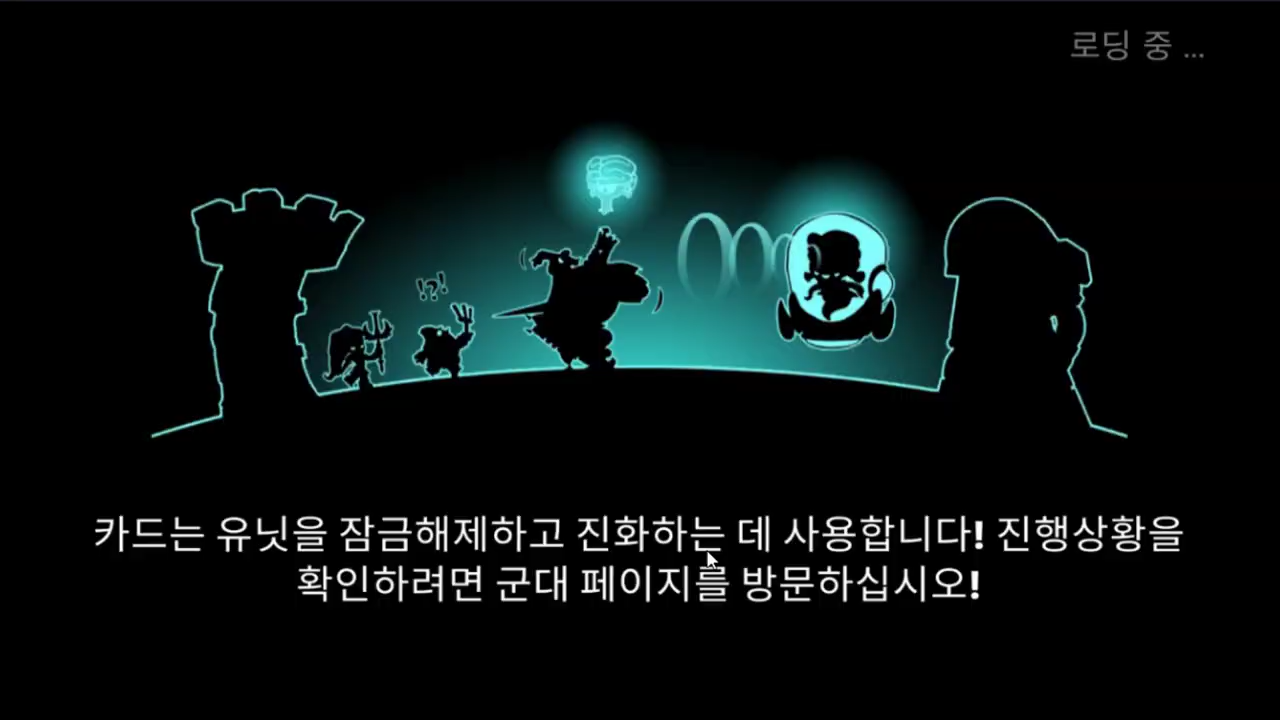 로딩 중 ...
!?!
카드는 유닛을 잠금해제하고 진화하는 데 사용합니다! 진행상황을
확인하려면 군대 페이지를 방문하십시오!